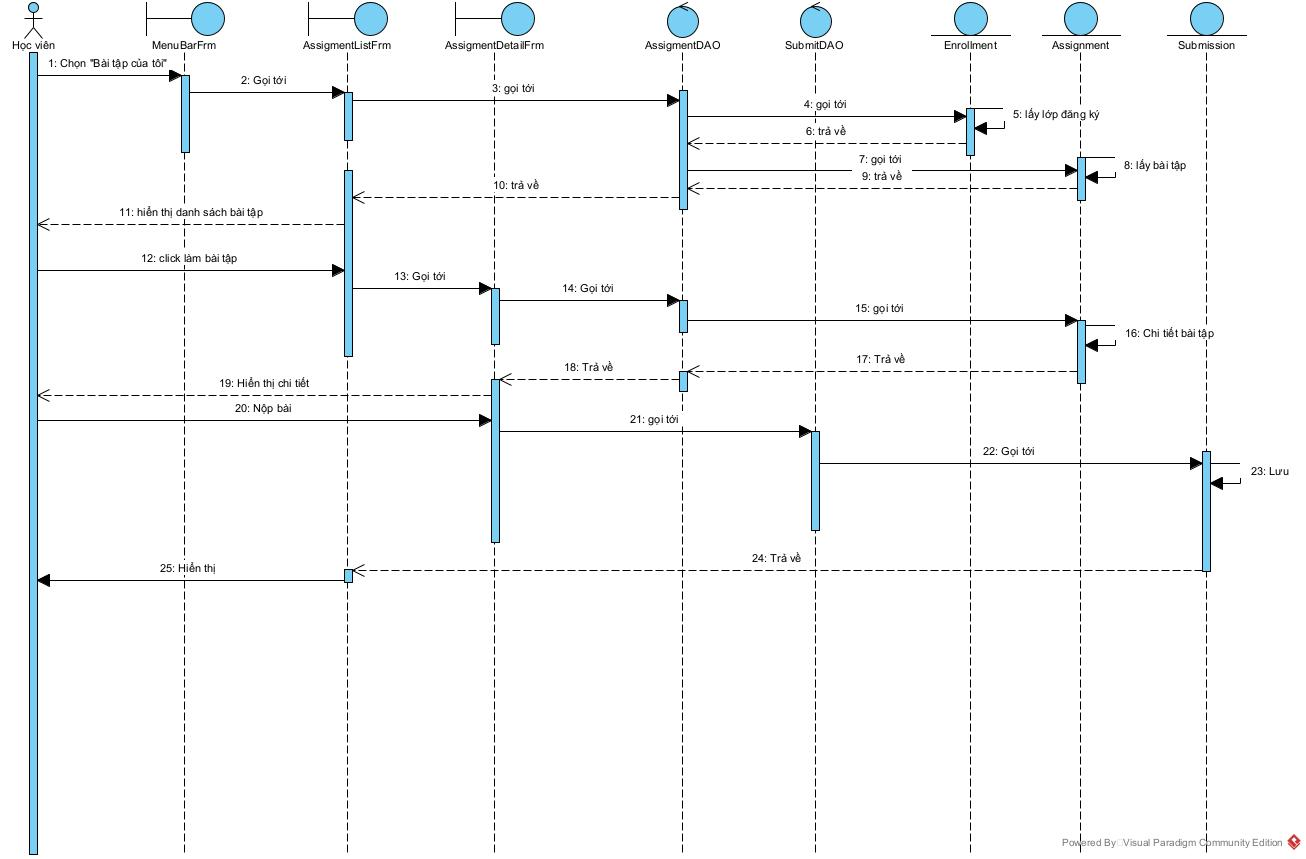 Học viên
MenuBarFrm
AssigmentListFrm
AssigmentDetailFrm
AssigmentDAO
SubmitDAO
Enrollment
Assignment
Submission
1: Chọn "Bài tập của tôi"
2: Gọi tới
3: gọi tới
4: gọi tới
5: lấy lớp đăng ký
6: trả về
7: gọi tới
8: lấy bài tập
9: trả về
10: trả về
11: hiển thị danh sách bài tập
12: click làm bài tập
13: Gọi tới
14: Gọi tới
15: gọi tới
16: Chi tiết bài tập
17: Trả về
18: Trả về
19: Hiển thị chi tiết
20: Nộp bài
21: gọi tới
22: Gọi tới
23: Lưu
24: Trả về
25: Hiển thị
Powered By Visual Paradigm Community Edition